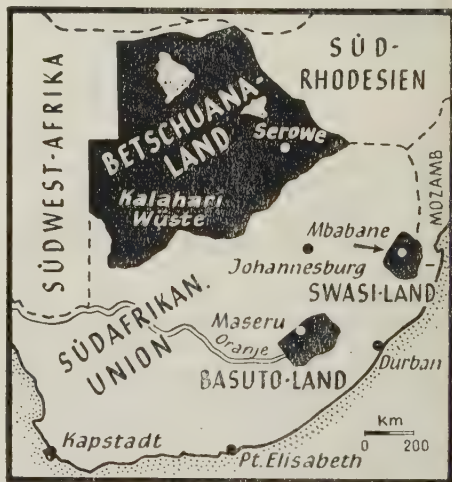 SÜD-
RHODESIEN
SÜDWEST-AFRIKA
BETSCHUANA-
LAND
Serowe
Kalahari
Wüste
MOZAMB
Mbabane
Johannesburg
SWASI-LAND
SÜDAFRIKAN.
UNION
Maseru
Oranje
BASUTO-LAND
Durban
Km
0 200
Kapstadt
Pt.Elisabeth